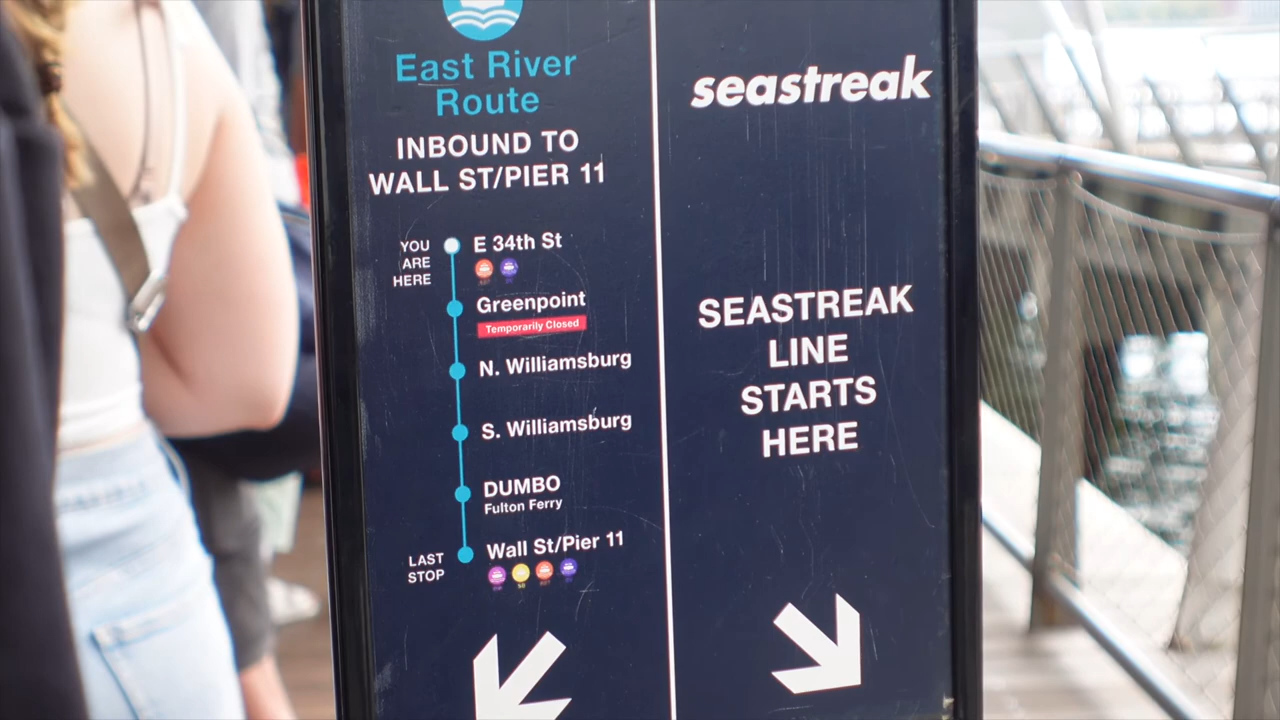 East River
Route
INBOUND TO
WALL ST/PIER 11
YOU
ARE
HERE
E 34th St
Greenpoint
Temporarily Closed
N. Williamsburg
S. Williamsburg
DUMBO
Fulton Ferry
LAST
STOP
Wall St/Pier 11
seastreak
SEASTREAK
LINE
STARTS
HERE